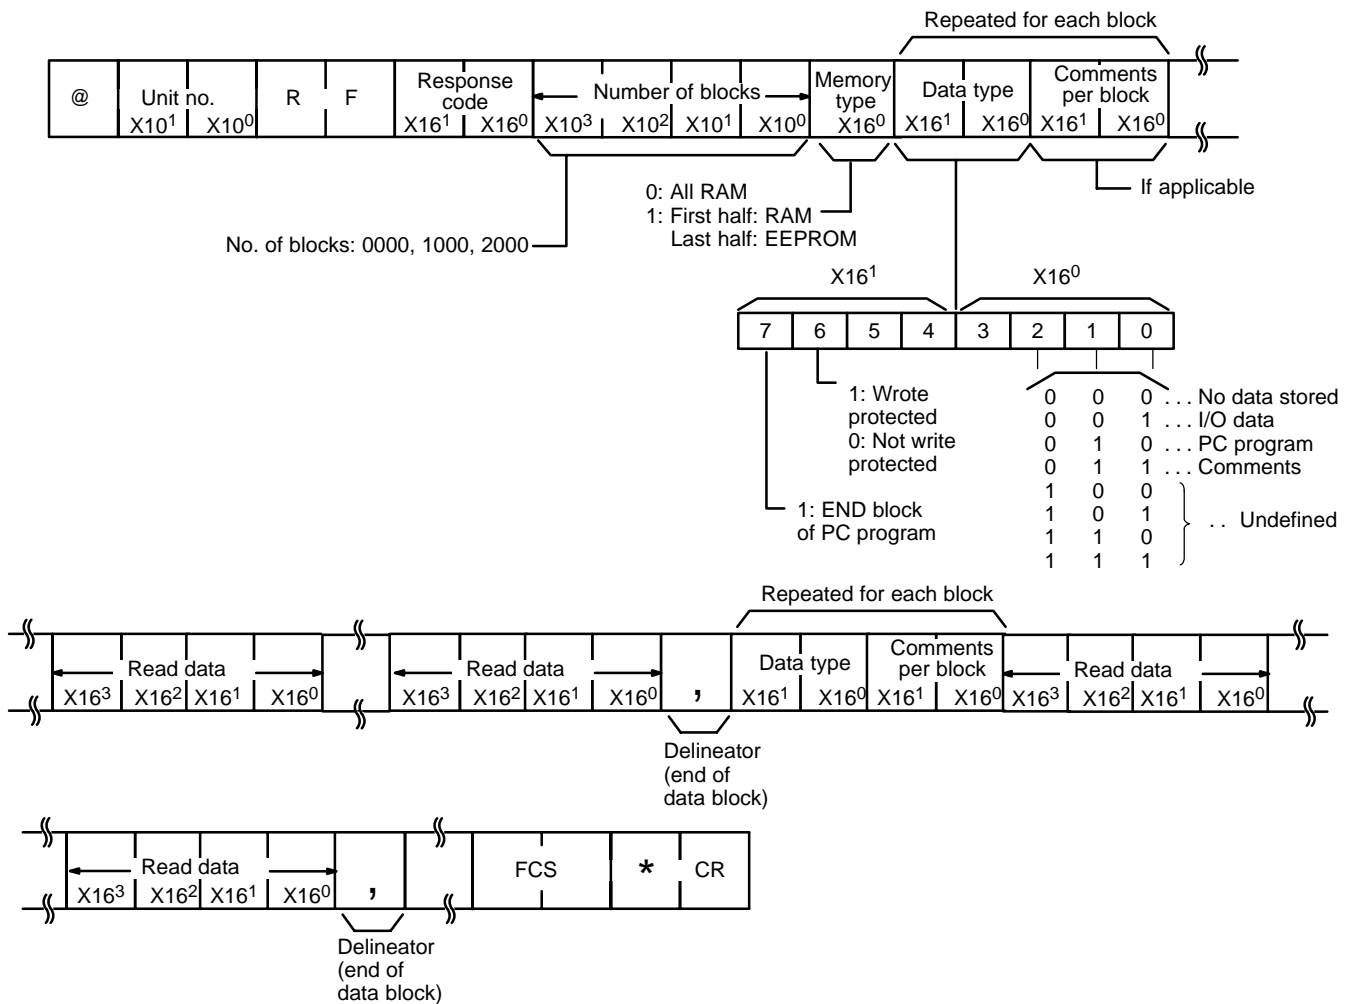 Repeated for each block
@ Unit no. R F Response code Number of blocks Memory type Data type Comments per block
X10¹ X10⁰ X16¹ X16⁰ X10³ X10² X10¹ X10⁰ X16⁰ X16¹ X16⁰ X16¹ X16⁰
If applicable
0: All RAM
1: First half: RAM
Last half: EEPROM
No. of blocks: 0000, 1000, 2000
X16¹ X16⁰
7 6 5 4 3 2 1 0
1: Wrote
protected
0: Not write
protected
1: END block
of PC program
0 0 0 . . . No data stored
0 0 1 . . . I/O data
0 1 0 . . . PC program
0 1 1 . . . Comments
1 0 0
1 0 1
1 1 0
1 1 1
. . Undefined
Repeated for each block
Read data Read data , Data type Comments per block Read data
X16³ X16² X16¹ X16⁰ X16³ X16² X16¹ X16⁰ X16¹ X16⁰ X16¹ X16⁰ X16³ X16² X16¹ X16⁰
Delineator
(end of
data block)
Read data , FCS * CR
X16³ X16² X16¹ X16⁰
Delineator
(end of
data block)